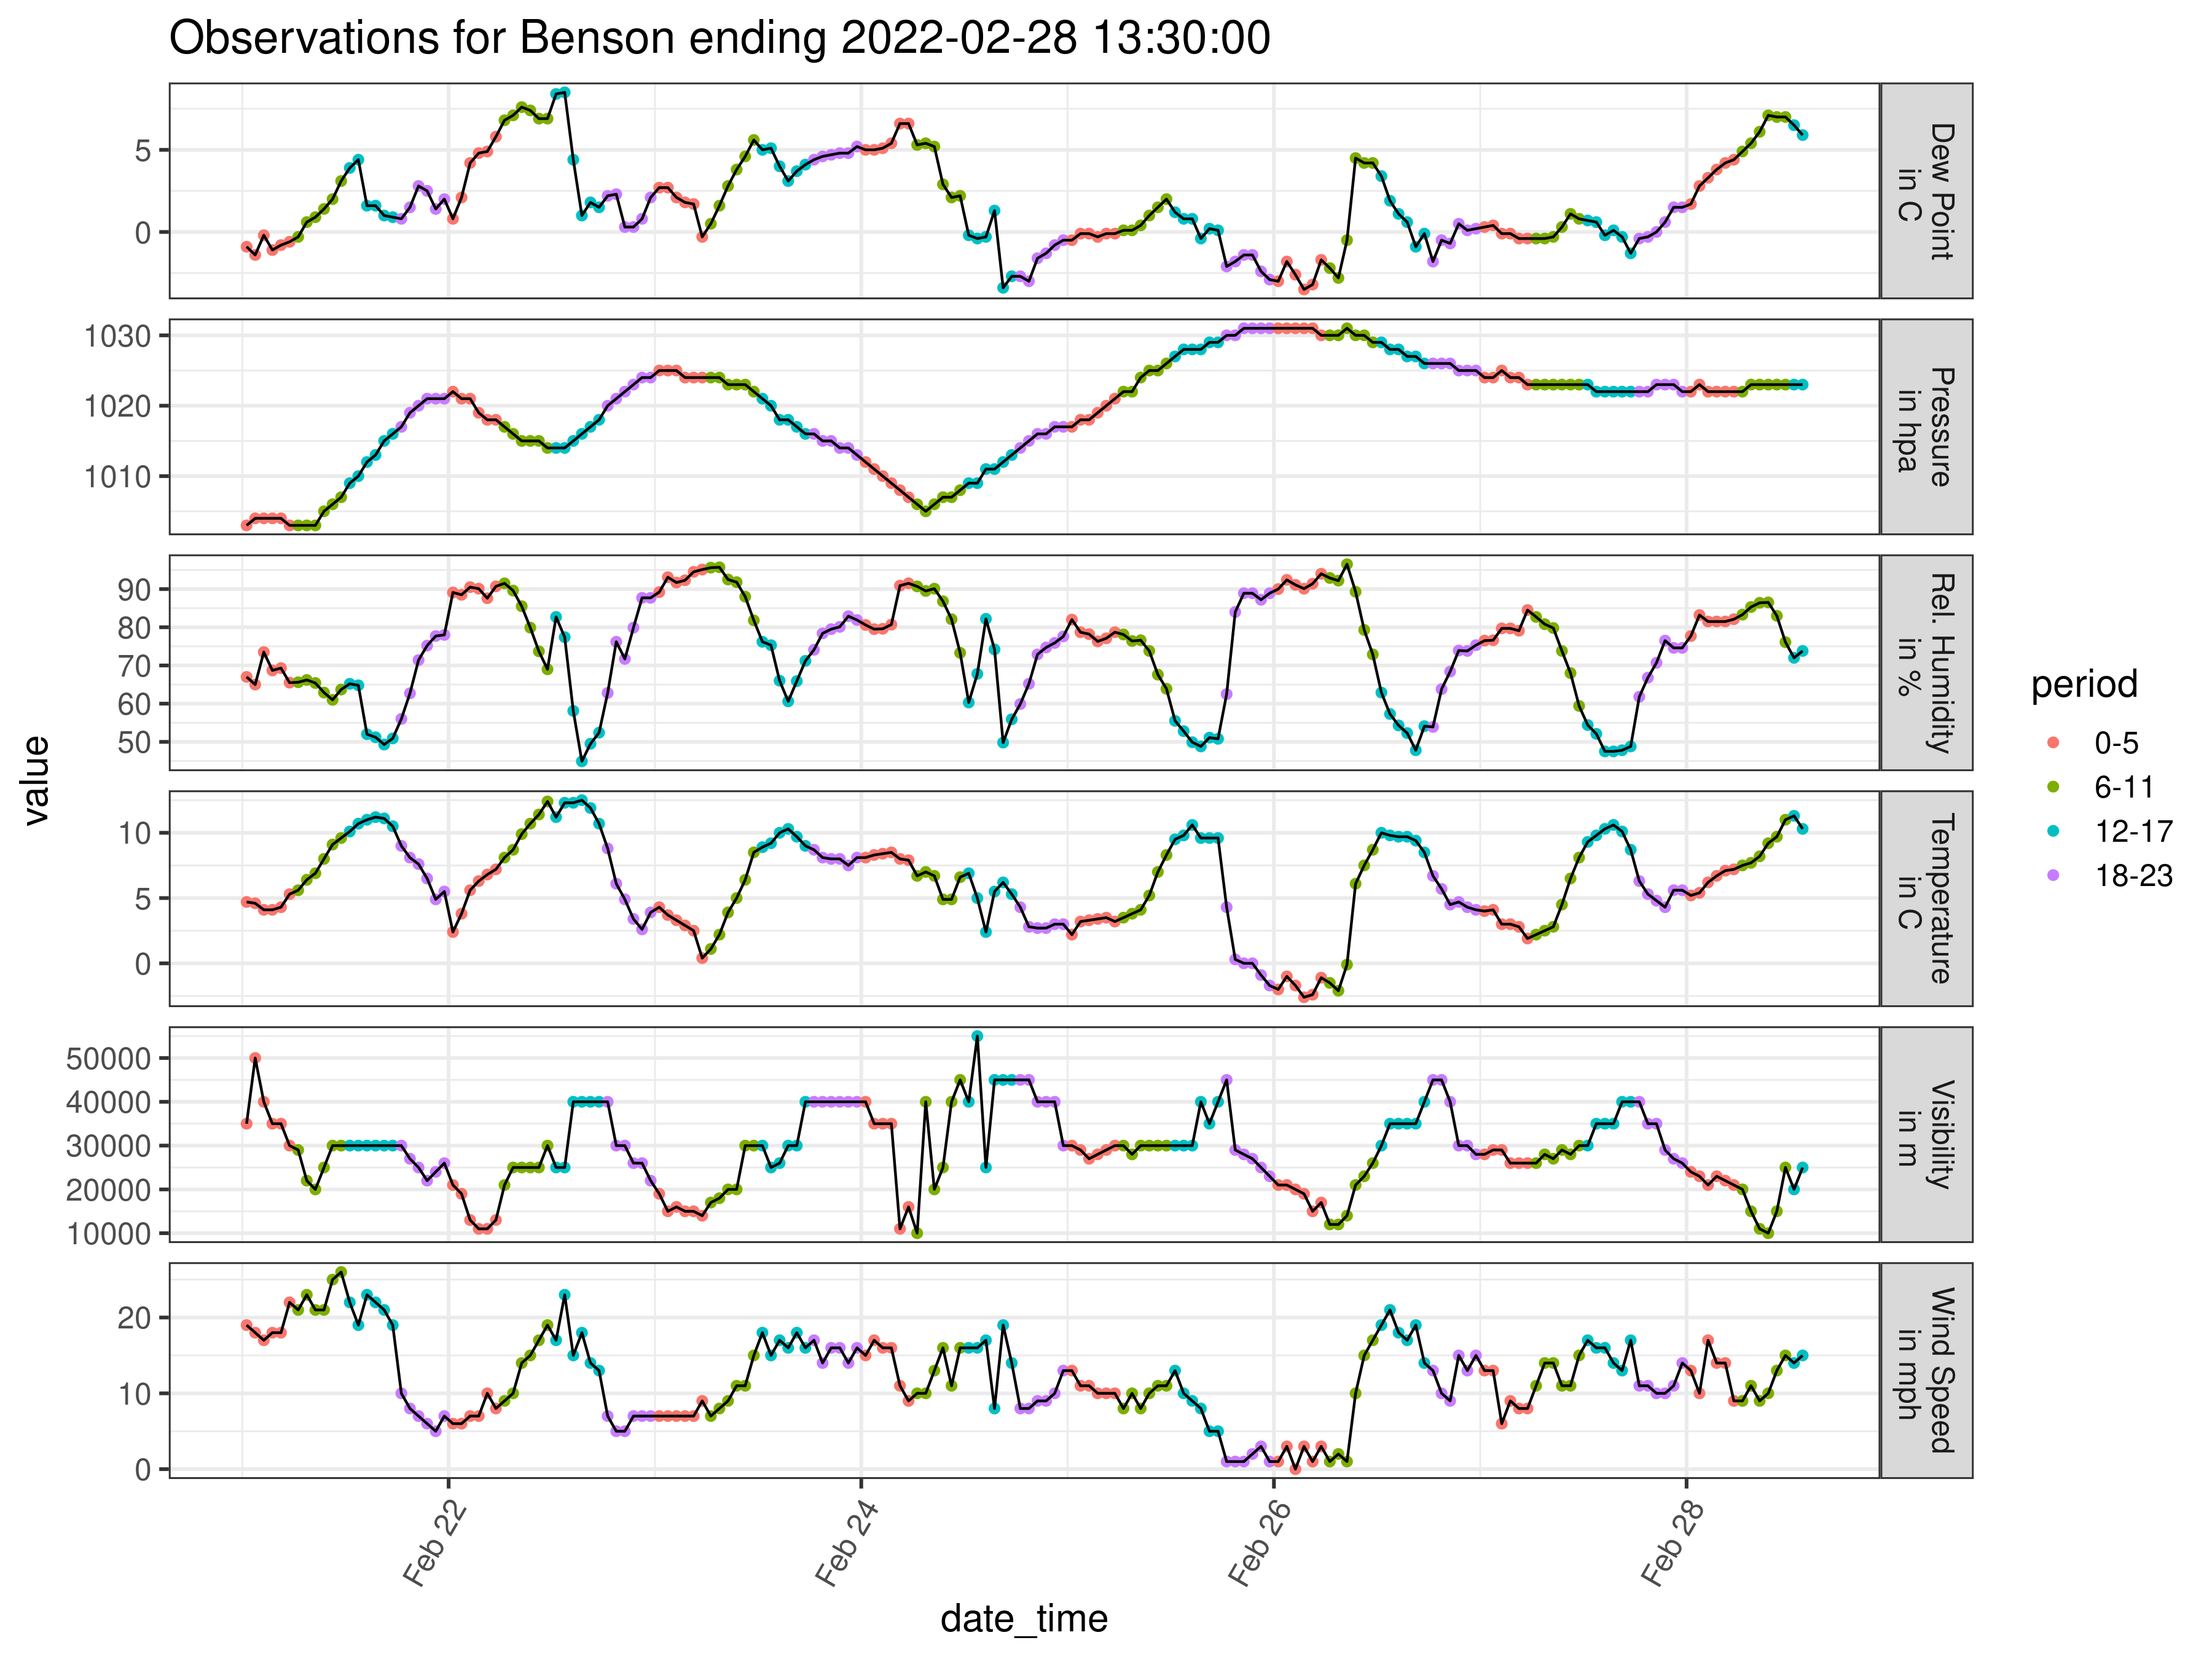 Observations for Benson ending 2022-02-28 13:30:00
5
0
Dew Point
in C
1030
1020
1010
Pressure
in hpa
90
80
70
60
50
Rel. Humidity
in %
10
5
0
Temperature
in C
50000
40000
30000
20000
10000
Visibility
in m
20
10
0
Wind Speed
in mph
value
Feb 22
Feb 24
Feb 26
Feb 28
date_time
period
0-5
6-11
12-17
18-23